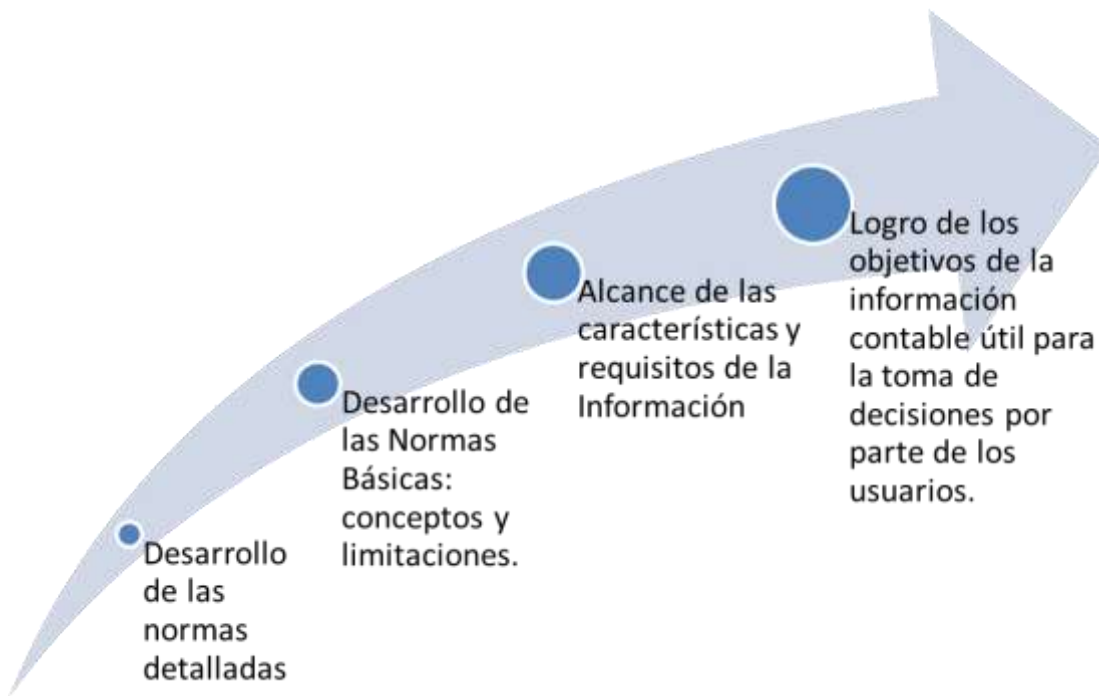 Desarrollo
de las
normas
detalladas
Desarrollo de
las Normas
Básicas:
conceptos y
limitaciones.
Alcance de las
características y
requisitos de la
Información
Logro de los
objetivos de la
información
contable útil para
la toma de
decisiones por
parte de los
usuarios.